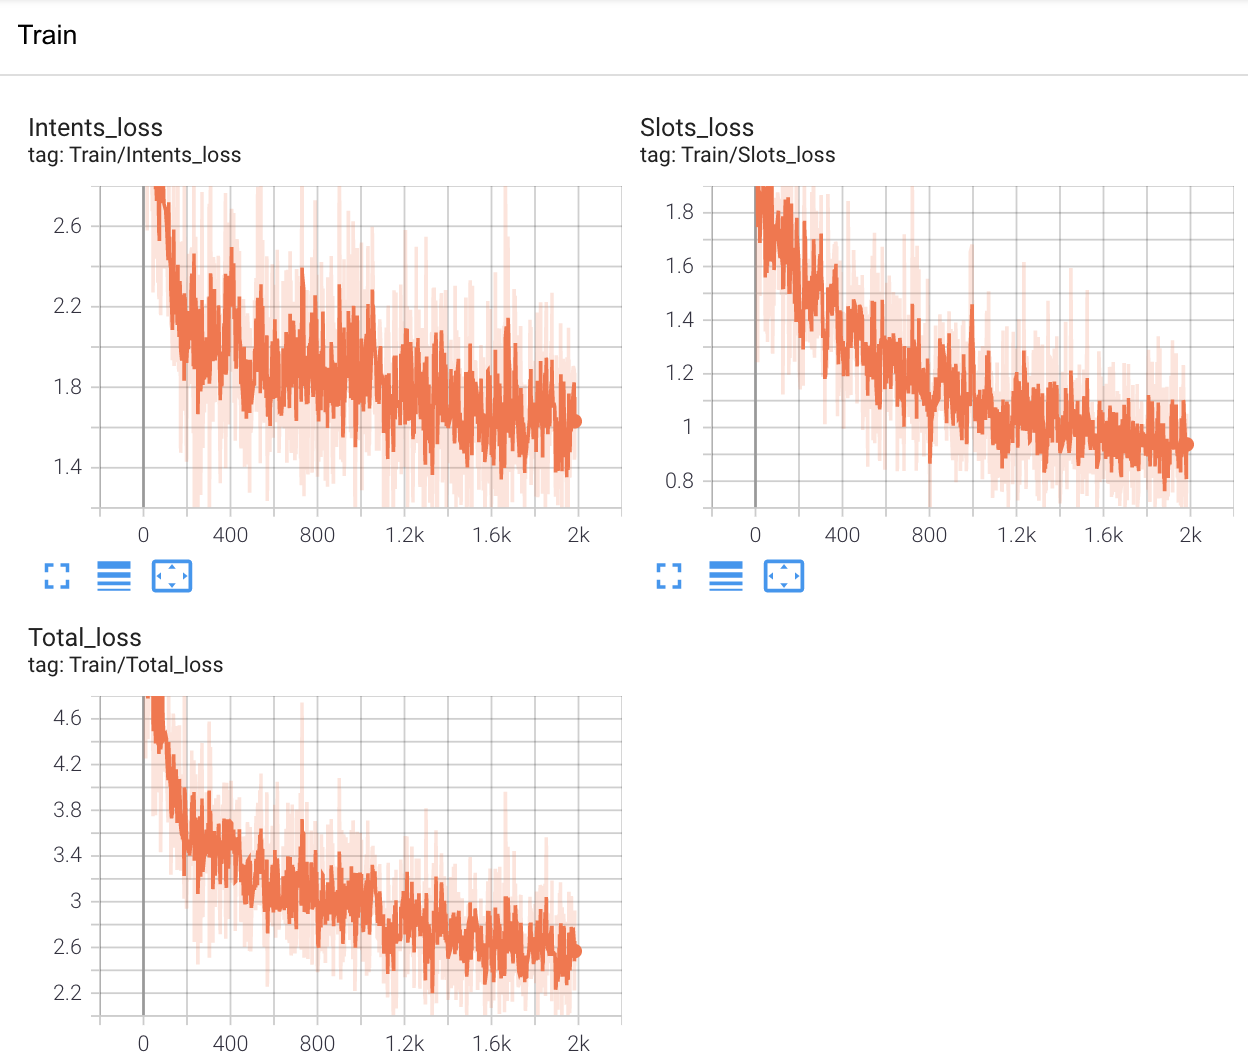 Train
Intents_loss
tag: Train/Intents_loss
2.6
2.2
1.8
1.4
0 400 800 1.2k 1.6k 2k
Slots_loss
tag: Train/Slots_loss
1.8
1.6
1.4
1.2
1
0.8
0 400 800 1.2k 1.6k 2k
Total_loss
tag: Train/Total_loss
4.6
4.2
3.8
3.4
3
2.6
2.2
0 400 800 1.2k 1.6k 2k